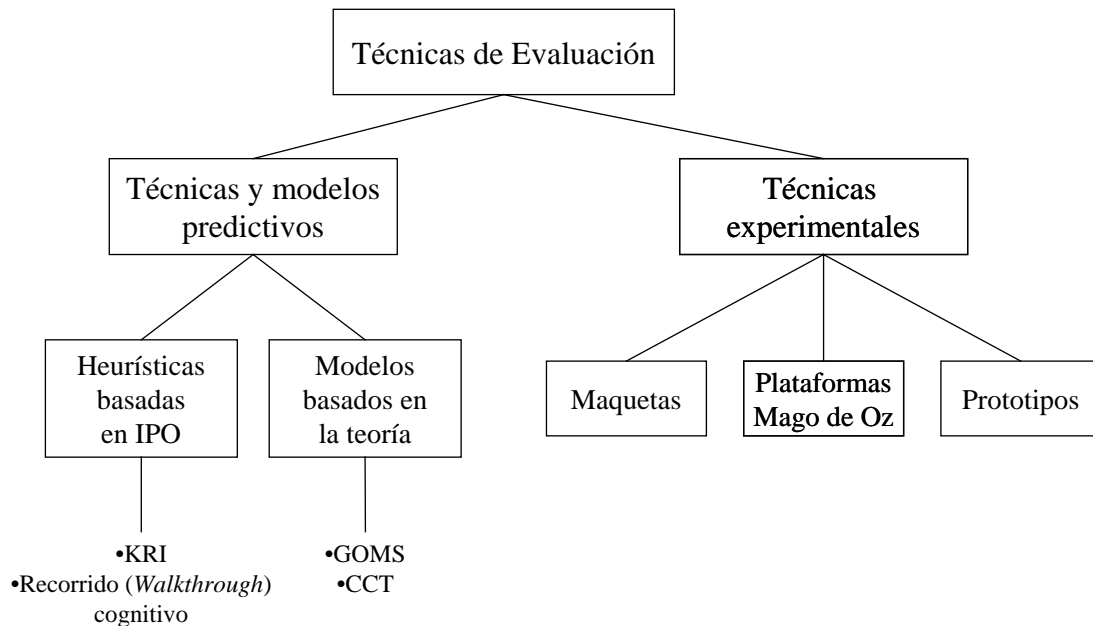 Técnicas de Evaluación
Técnicas y modelos
predictivos
Técnicas
experimentales
Heurísticas
basadas
en IPO
Modelos
basados en
la teoría
Maquetas
Plataformas
Mago de Oz
Prototipos
•KRI
•Recorrido (Walkthrough)
cognitivo
•GOMS
•CCT